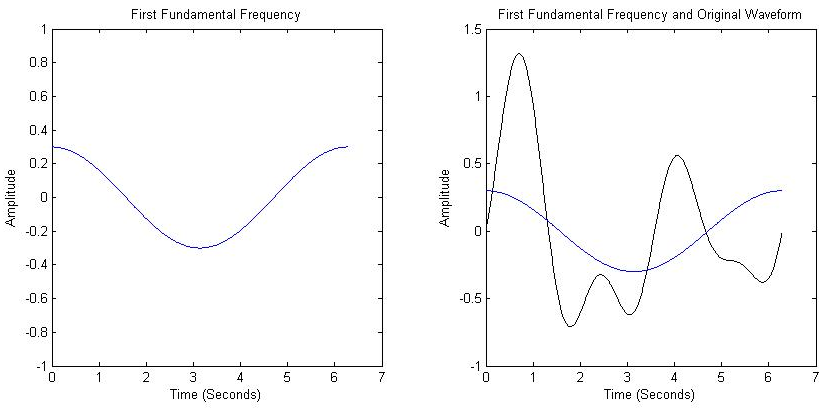 First Fundamental Frequency
1
0.8
0.6
0.4
0.2
0
-0.2
-0.4
-0.6
-0.8
-1
Amplitude
0 1 2 3 4 5 6 7
Time (Seconds)
First Fundamental Frequency and Original Waveform
1.5
1
0.5
0
-0.5
-1
Amplitude
0 1 2 3 4 5 6 7
Time (Seconds)